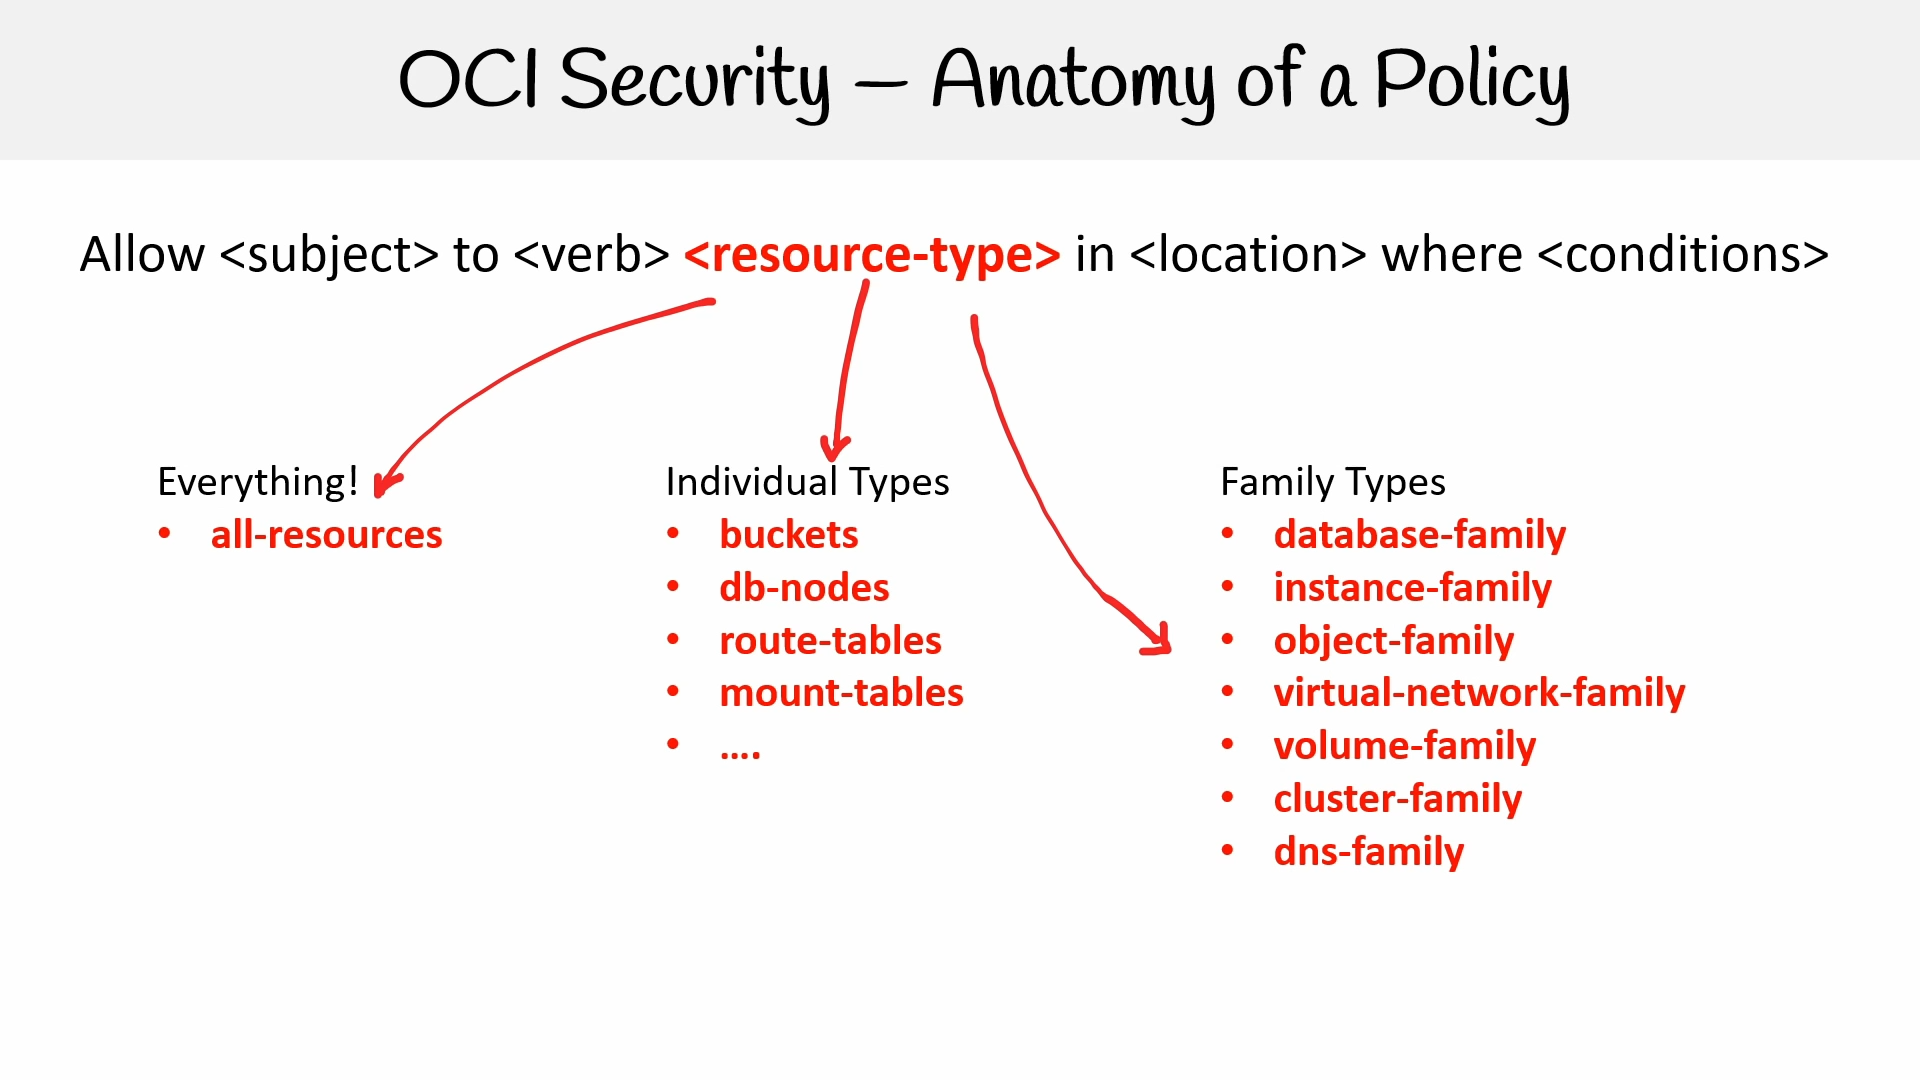 OCI Security – Anatomy of a Policy
Allow <subject> to <verb> <resource-type> in <location> where <conditions>
Everything!
• all-resources
Individual Types
• buckets
• db-nodes
• route-tables
• mount-tables
• ....
Family Types
• database-family
• instance-family
• object-family
• virtual-network-family
• volume-family
• cluster-family
• dns-family